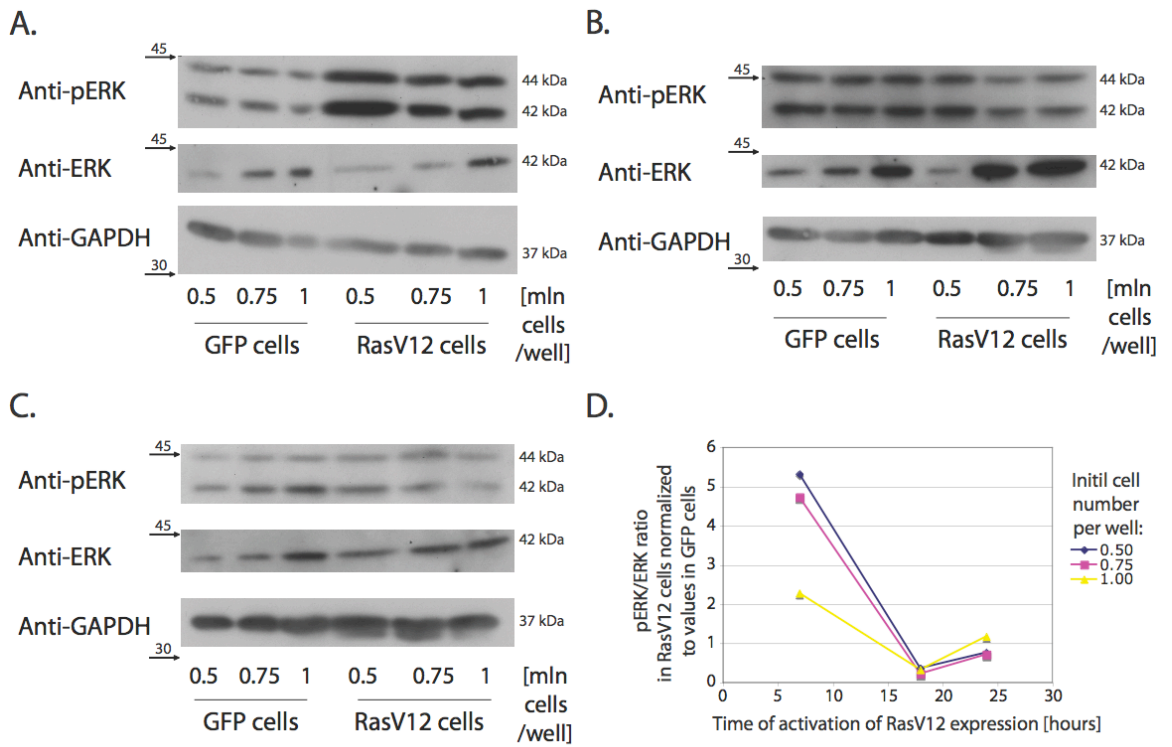 A.
45
Anti-pERK
44 kDa
42 kDa
45
Anti-ERK
42 kDa
Anti-GAPDH
37 kDa
30
0.5 0.75 1 0.5 0.75 1 [mln
cells
/well]
GFP cells RasV12 cells
B.
45
Anti-pERK
44 kDa
42 kDa
45
Anti-ERK
42 kDa
Anti-GAPDH
37 kDa
30
0.5 0.75 1 0.5 0.75 1 [mln
cells
/well]
GFP cells RasV12 cells
C.
45
Anti-pERK
44 kDa
42 kDa
45
Anti-ERK
42 kDa
Anti-GAPDH
37 kDa
30
0.5 0.75 1 0.5 0.75 1 [mln
cells
/well]
GFP cells RasV12 cells
D.
pERK/ERK ratio
in RasV12 cells normalized
to values in GFP cells
6
5
4
3
2
1
0
0 5 10 15 20 25 30
Time of activation of RasV12 expression [hours]
Initil cell
number
per well:
0.50
0.75
1.00